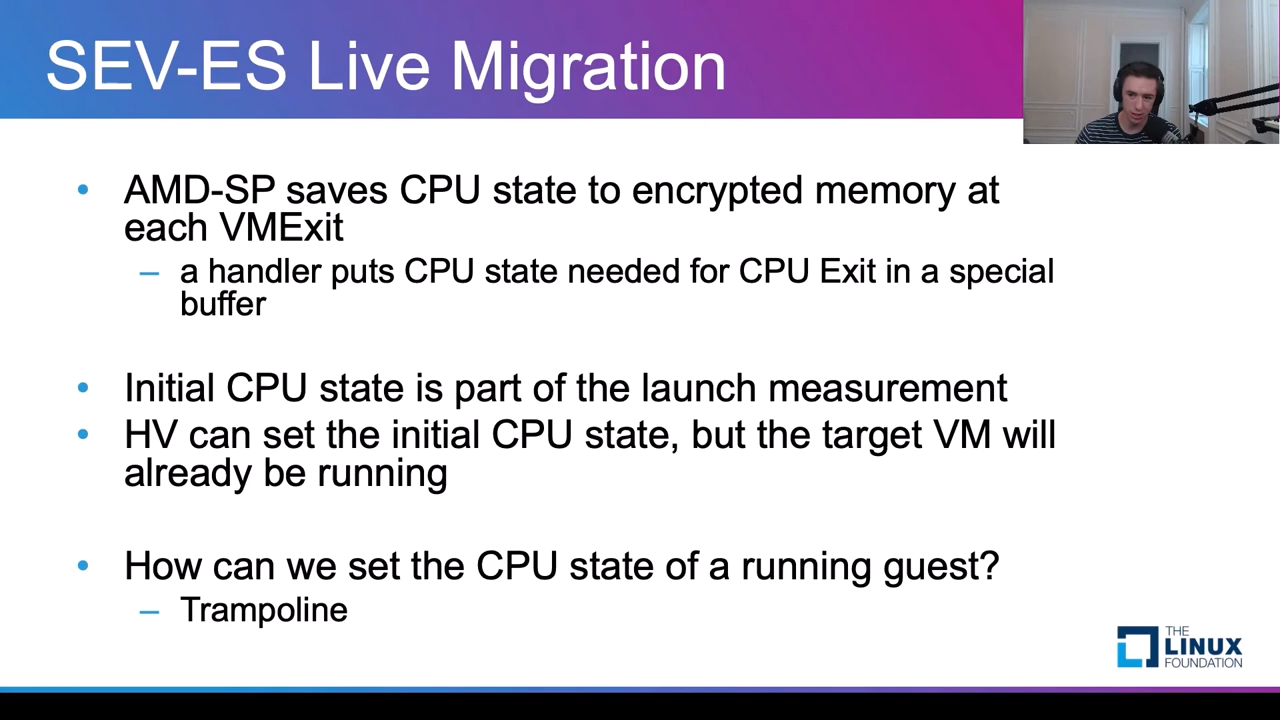 SEV-ES Live Migration
• AMD-SP saves CPU state to encrypted memory at
each VMExit
– a handler puts CPU state needed for CPU Exit in a special
buffer
• Initial CPU state is part of the launch measurement
• HV can set the initial CPU state, but the target VM will
already be running
• How can we set the CPU state of a running guest?
– Trampoline
THE
LINUX
FOUNDATION